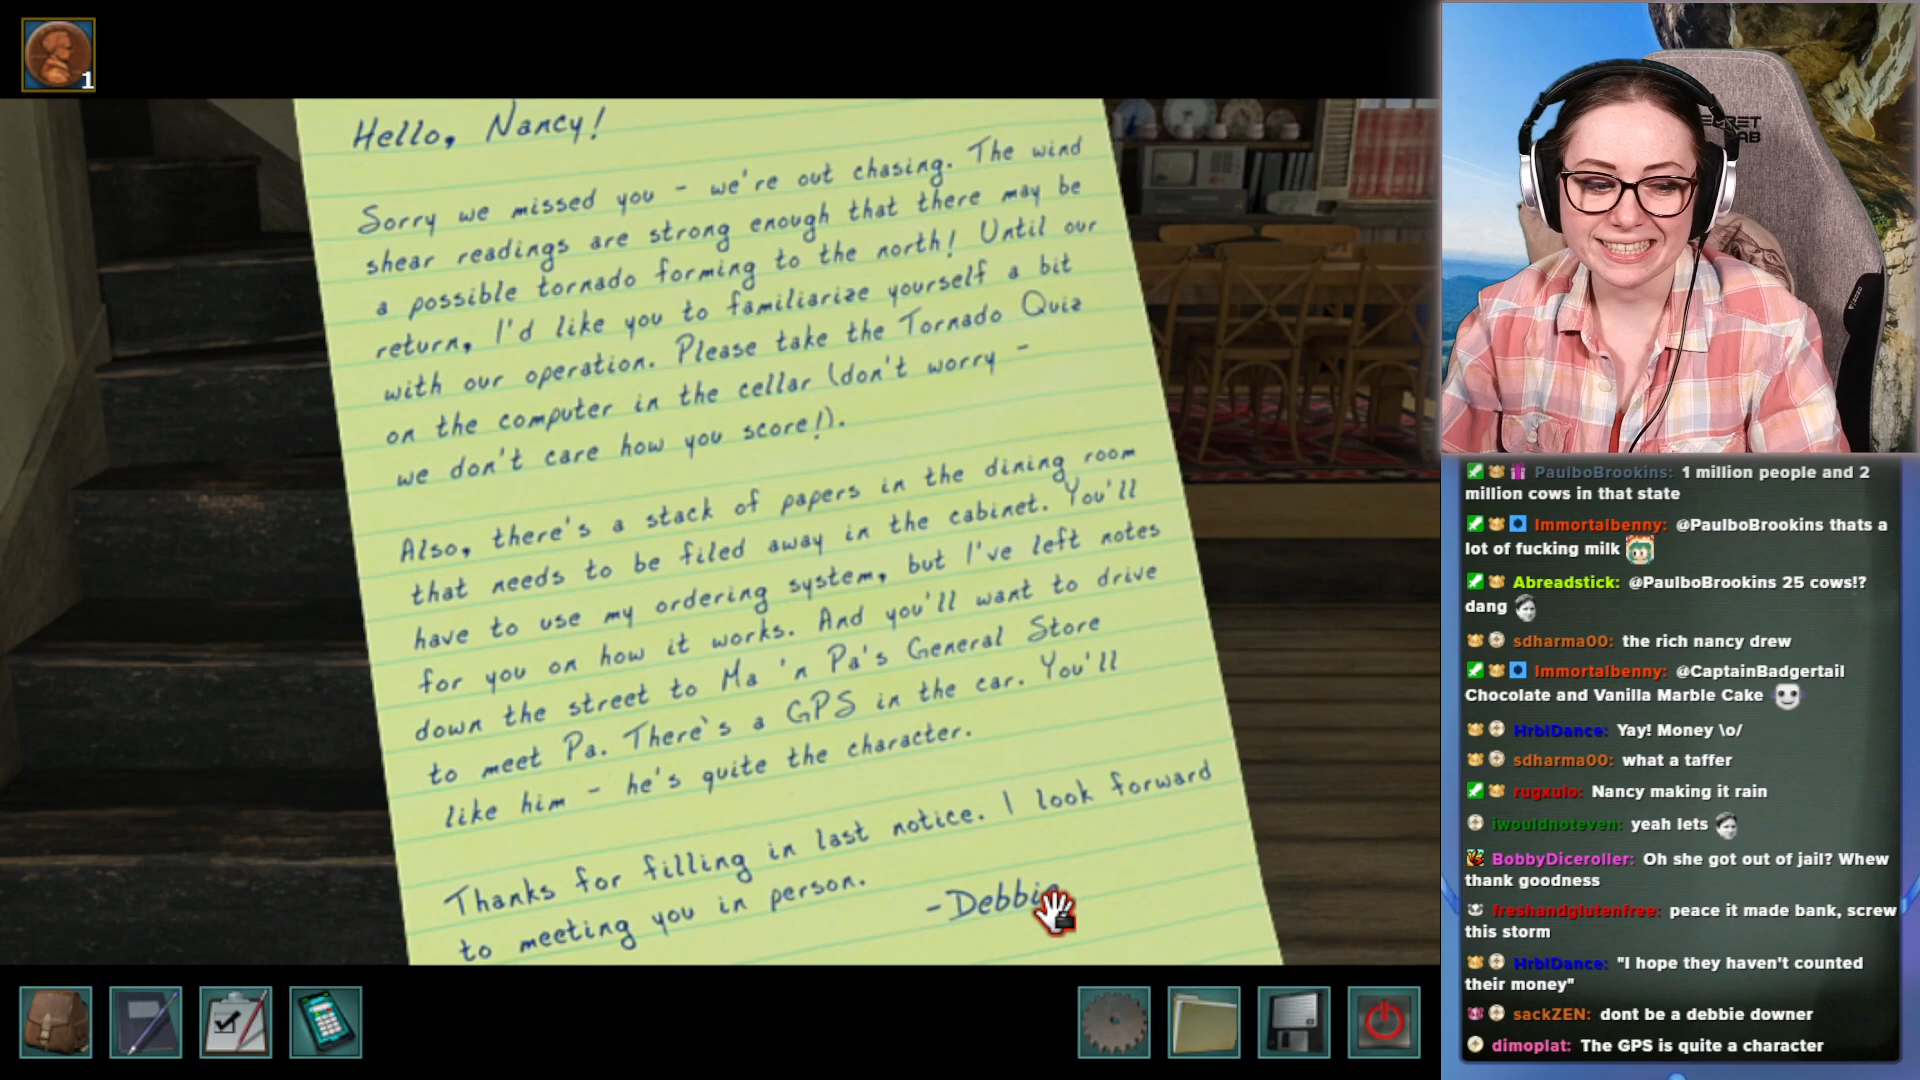 1
Hello, Nancy!
Sorry we missed you - we're out chasing. The wind
shear readings are strong enough that there may be
a possible tornado forming to the north! Until our
return, I'd like you to familiarize yourself a bit
with our operation. Please take the Tornado Quiz
on the computer in the cellar (don't worry -
we don't care how you score!).
Also, there's a stack of papers in the dining room
that needs to be filed away in the cabinet. You'll
have to use my ordering system, but I've left notes
for you on how it works. And you'll want to drive
down the street to Ma 'n Pa's General Store
to meet Pa. There's a GPS in the car. You'll
like him - he's quite the character.
Thanks for filling in last notice. I look forward
to meeting you in person.
-Debbie
PaulboBrookins: 1 million people and 2
million cows in that state
Immortalbenny: @PaulboBrookins thats a
lot of fucking milk
Abreadstick: @PaulboBrookins 25 cows!?
dang
sdharma00: the rich nancy drew
Immortalbenny: @CaptainBadgertail
Chocolate and Vanilla Marble Cake
HrblDance: Yay! Money \o/
sdharma00: what a taffer
rugxulo: Nancy making it rain
iwouldnoteven: yeah lets
BobbyDiceroller: Oh she got out of jail? Whew
thank goodness
freshandglutenfree: peace it made bank, screw
this storm
HrblDance: "I hope they haven't counted
their money"
sackZEN: dont be a debbie downer
dimoplat: The GPS is quite a character